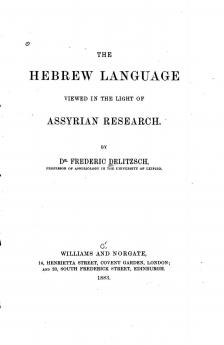 THE
HEBREW LANGUAGE
VIEWED IN THE LIGHT OF
ASSYRIAN RESEARCH.
BY
DR. FREDERIC DELITZSCH,
PROFESSOR OF ASSYRIOLOGY IN THE UNIVERSITY OF LEIPZIG.
WILLIAMS AND NORGATE,
14, HENRIETTA STREET, COVENT GARDEN, LONDON;
AND 20, SOUTH FREDERICK STREET, EDINBURGH.
1883.